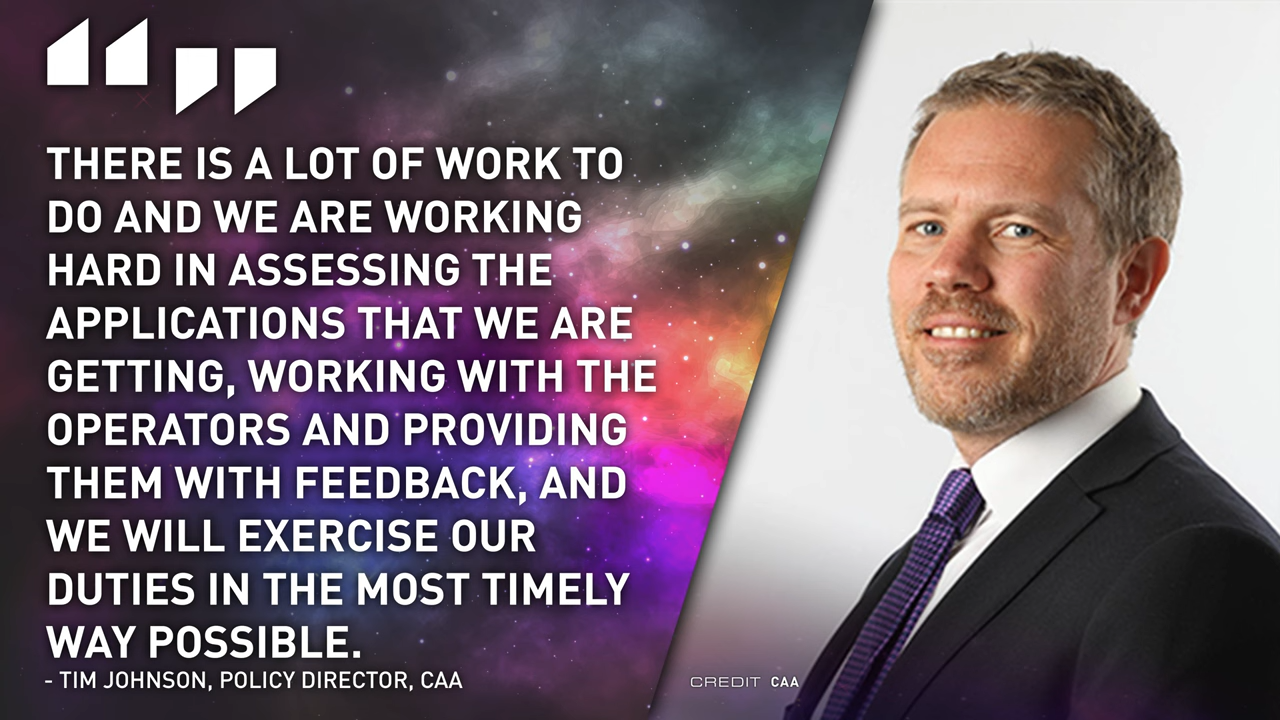 THERE IS A LOT OF WORK TO
DO AND WE ARE WORKING
HARD IN ASSESSING THE
APPLICATIONS THAT WE ARE
GETTING, WORKING WITH THE
OPERATORS AND PROVIDING
THEM WITH FEEDBACK, AND
WE WILL EXERCISE OUR
DUTIES IN THE MOST TIMELY
WAY POSSIBLE.
- TIM JOHNSON, POLICY DIRECTOR, CAA
CREDIT CAA